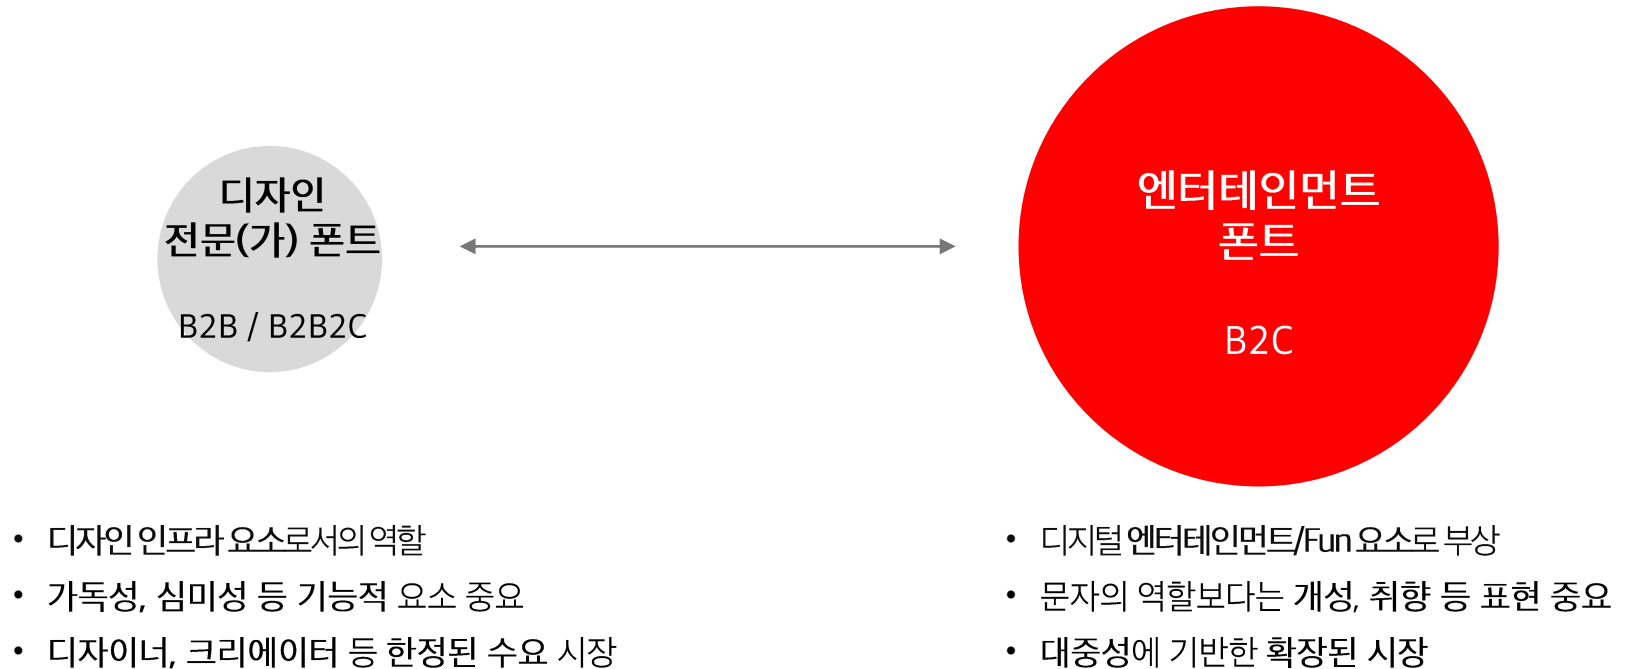 디자인
전문(가) 폰트
B2B / B2B2C
엔터테인먼트
폰트
B2C
• 디자인 인프라 요소로서의 역할
• 가독성, 심미성 등 기능적 요소 중요
• 디자이너, 크리에이터 등 한정된 수요 시장
• 디지털 엔터테인먼트/Fun 요소로 부상
• 문자의 역할보다는 개성, 취향 등 표현 중요
• 대중성에 기반한 확장된 시장